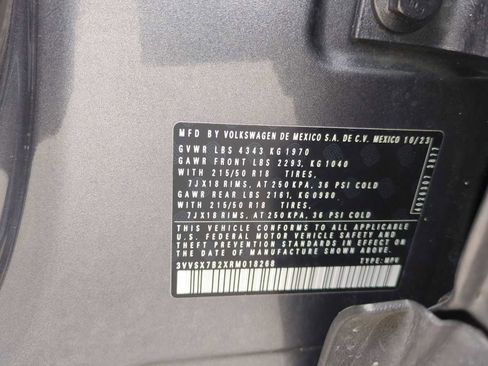 MFD BY VOLKSWAGEN DE MEXICO S.A. DE C.V. MEXICO 10/23
GVWR LBS 4343 KG 1970
GAWR FRONT LBS 2293, KG 1040
WITH 215/50 R18 TIRES,
7JX18 RIMS, AT 250 KPA, 36 PSI COLD
GAWR REAR LBS 2161, KG 0980
WITH 215/50 R18 TIRES,
7JX18 RIMS, AT 250 KPA, 36 PSI COLD
THIS VEHICLE CONFORMS TO ALL APPLICABLE
U.S. FEDERAL MOTOR VEHICLE SAFETY AND
THEFT PREVENTION STANDARDS IN EFFECT ON
THE DATE OF MANUFACTURE SHOWN ABOVE
3VVSX7B2XRM018268 TYPE: MPV